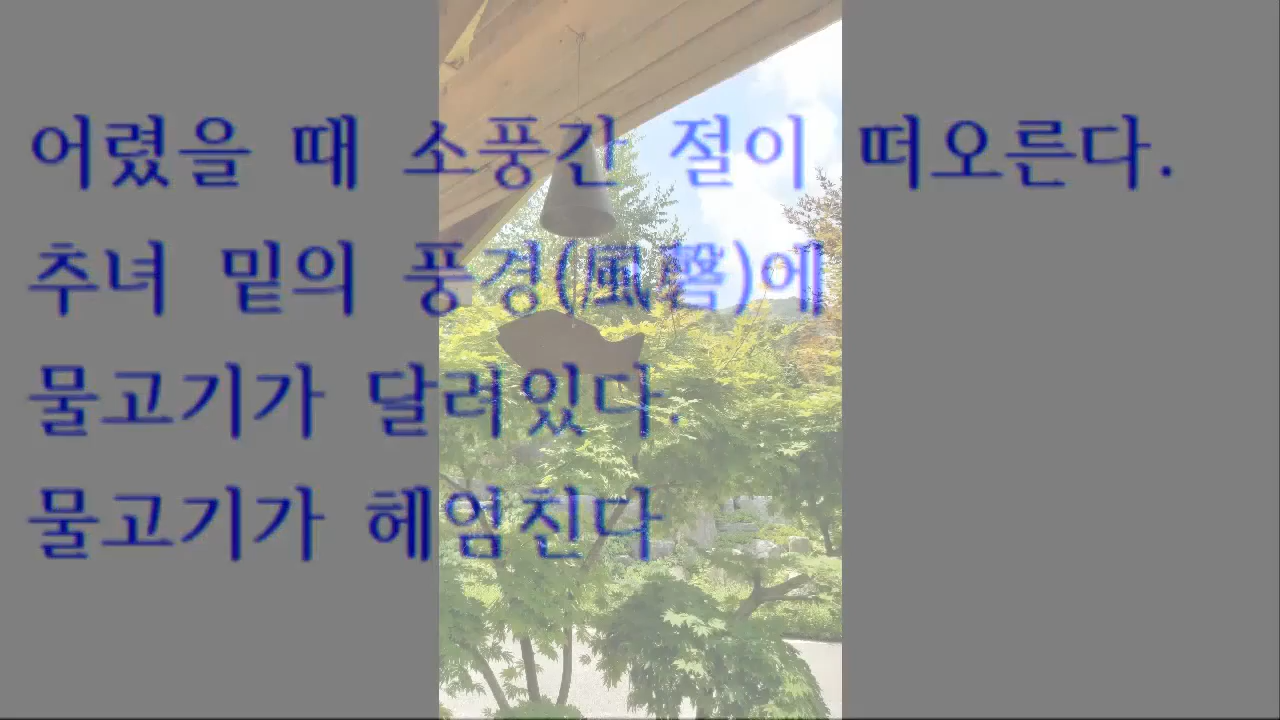 어렸을 때 소풍간 절이 떠오른다.
추녀 밑의 풍경(風磬)에
물고기가 달려있다.
물고기가 헤엄친다